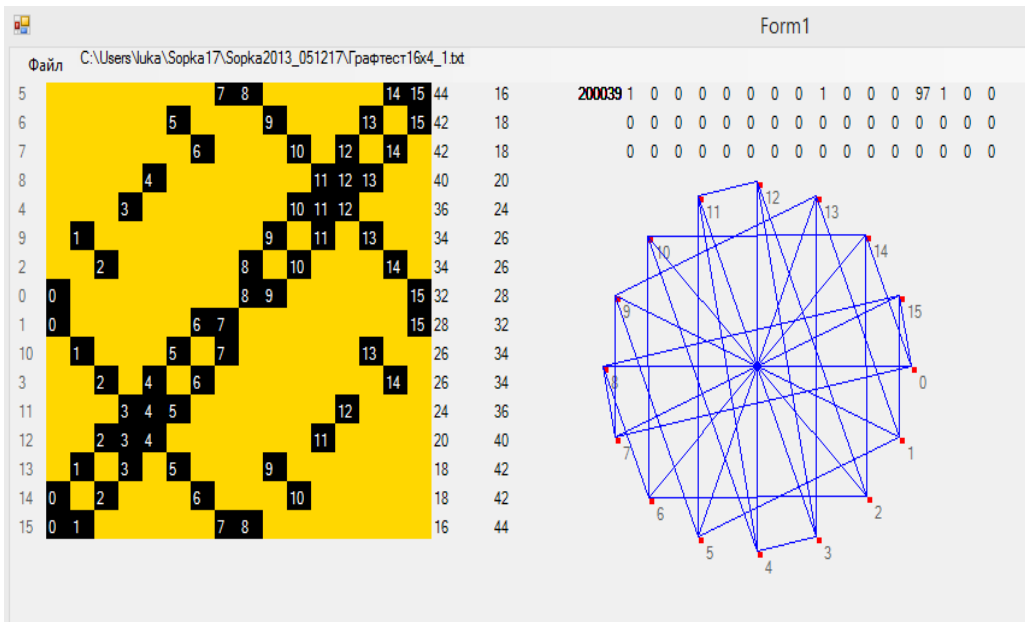 Form1
Файл C:\Users\luka\Sopka17\Sopka2013_051217\Графтест16x4_1.txt
5 7 8 14 15 44 16 200039 1 0 0 0 0 0 0 0 1 0 0 0 97 1 0 0
6 5 9 13 15 42 18 0 0 0 0 0 0 0 0 0 0 0 0 0 0 0 0
7 6 10 12 14 42 18 0 0 0 0 0 0 0 0 0 0 0 0 0 0 0 0
8 4 11 12 13 40 20
4 3 10 11 12 36 24
9 1 9 11 13 34 26
2 2 8 10 14 34 26
0 0 8 9 15 32 28
1 0 6 7 15 28 32
10 1 5 7 13 26 34
3 2 4 6 14 26 34
11 3 4 5 12 24 36
12 2 3 4 11 20 40
13 1 3 5 9 18 42
14 0 2 6 10 18 42
15 0 1 7 8 16 44
12
11 13
10 14
9 15
8 0
7 1
6 2
5 3
4